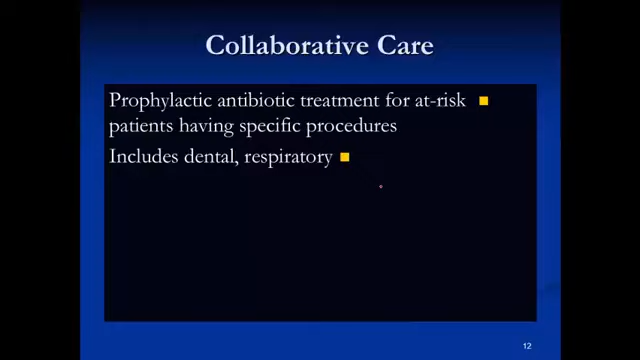 Collaborative Care
Prophylactic antibiotic treatment for at-risk
patients having specific procedures
Includes dental, respiratory
12